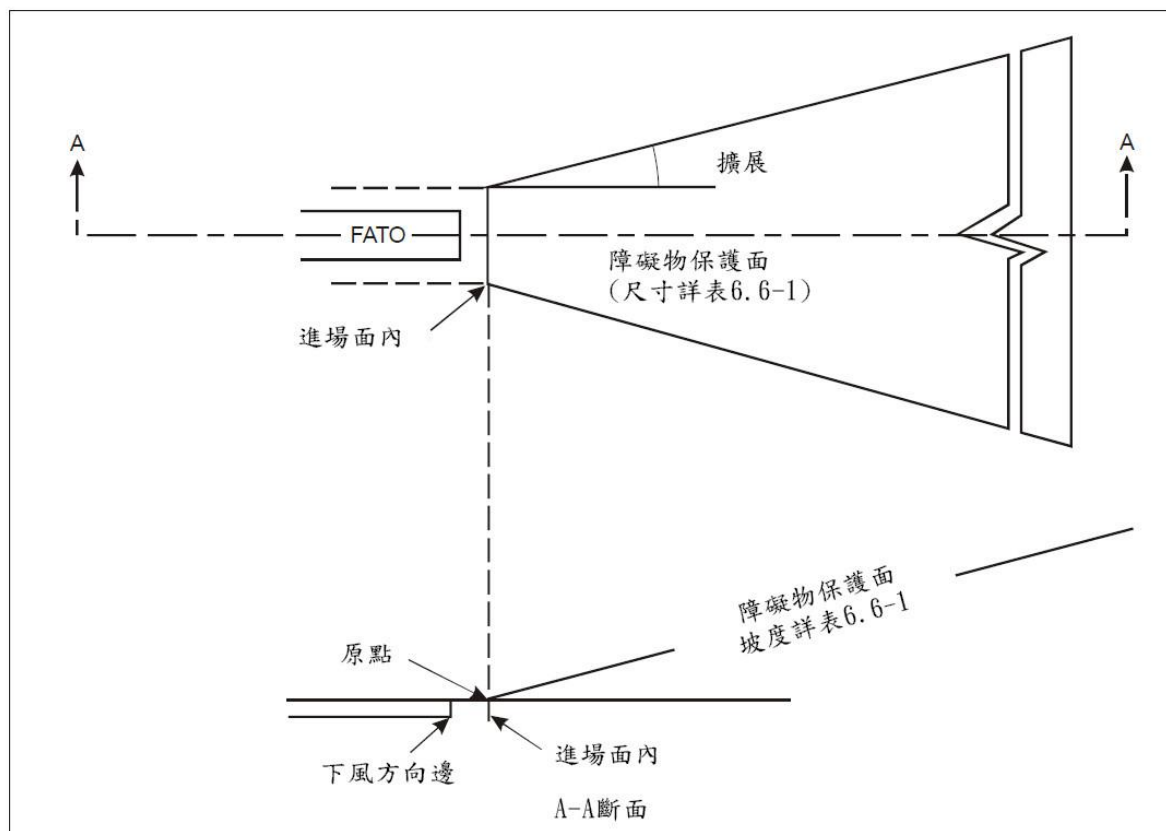 A
A
擴展
FATO
障礙物保護面
(尺寸詳表6.6-1)
進場面內
障礙物保護面
坡度詳表6.6-1
原點
下風方向邊
進場面內
A-A斷面